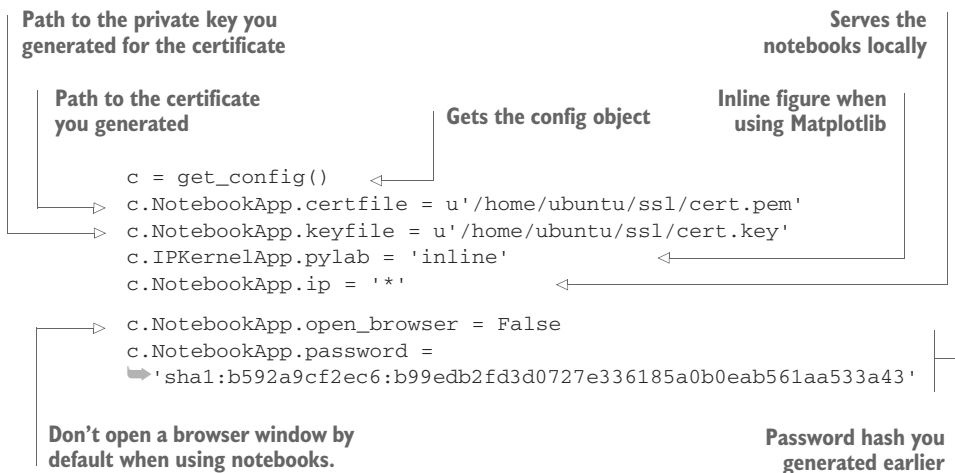 Path to the private key you
generated for the certificate
Serves the
notebooks locally
Path to the certificate
you generated
Gets the config object
Inline figure when
using Matplotlib
c = get_config()
c.NotebookApp.certfile = u'/home/ubuntu/ssl/cert.pem'
c.NotebookApp.keyfile = u'/home/ubuntu/ssl/cert.key'
c.IPKernelApp.pylab = 'inline'
c.NotebookApp.ip = '*'
c.NotebookApp.open_browser = False
c.NotebookApp.password =
'sha1:b592a9cf2ec6:b99edb2fd3d0727e336185a0b0eab561aa533a43'
Don't open a browser window by
default when using notebooks.
Password hash you
generated earlier